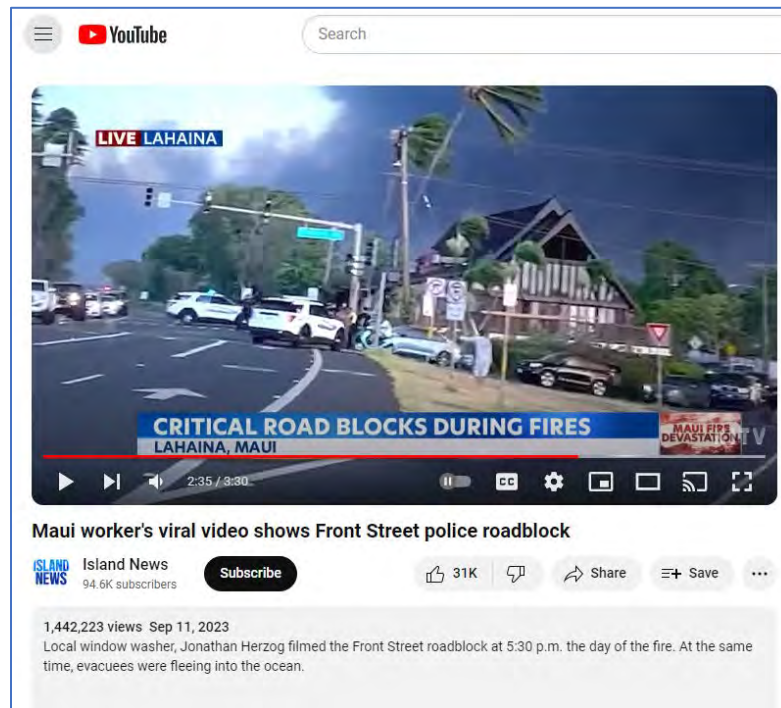 YouTube
Search
LIVE LAHAINA
CRITICAL ROAD BLOCKS DURING FIRES
LAHAINA, MAUI
MAUI FIRE
DEVASTATION
TV
2:35 / 3:30
CC
Maui worker's viral video shows Front Street police roadblock
ISLAND
NEWS
Island News
94.6K subscribers
Subscribe
31K
Share
Save
1,442,223 views Sep 11, 2023
Local window washer, Jonathan Herzog filmed the Front Street roadblock at 5:30 p.m. the day of the fire. At the same
time, evacuees were fleeing into the ocean.